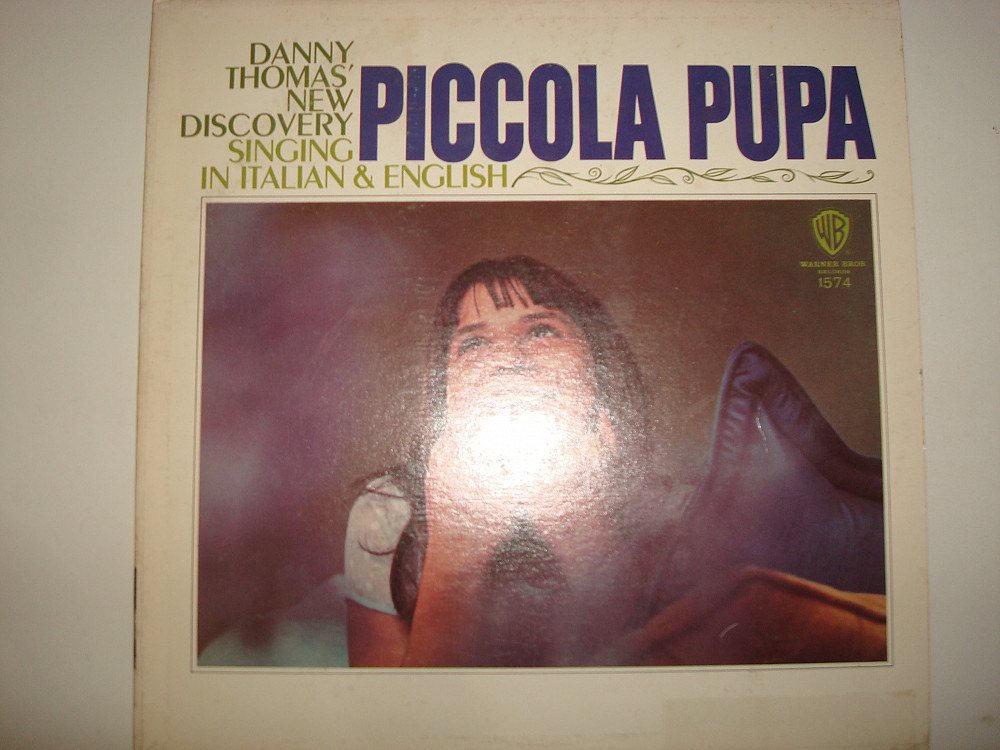 DANNY
THOMAS'
NEW
DISCOVERY
SINGING
IN ITALIAN & ENGLISH
PICCOLA PUPA
WB
WARNER BROS.
RECORDS
1574